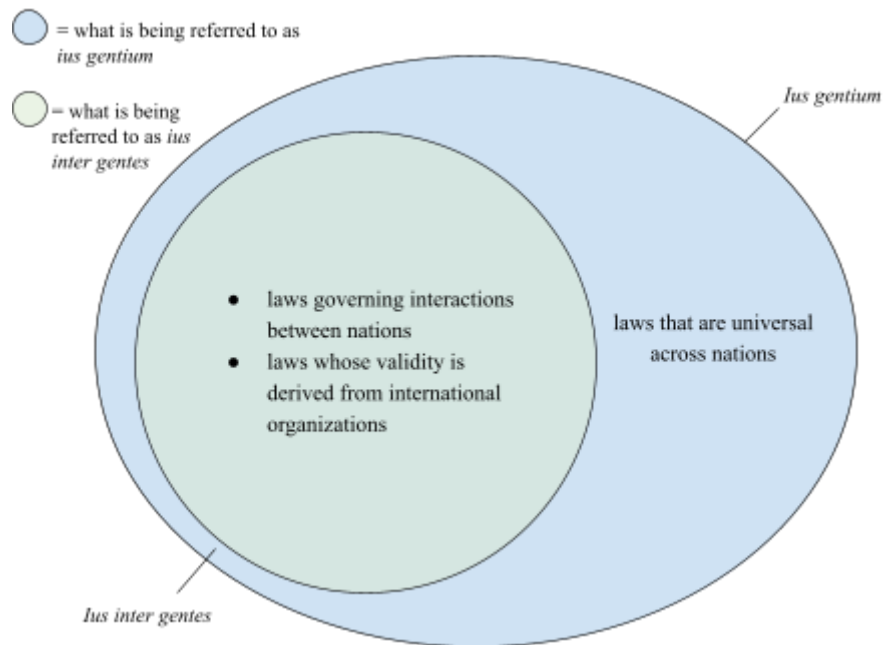 = what is being referred to as
ius gentium
= what is being
referred to as ius
inter gentes
Ius gentium
● laws governing interactions
between nations
● laws whose validity is
derived from international
organizations
laws that are universal
across nations
Ius inter gentes